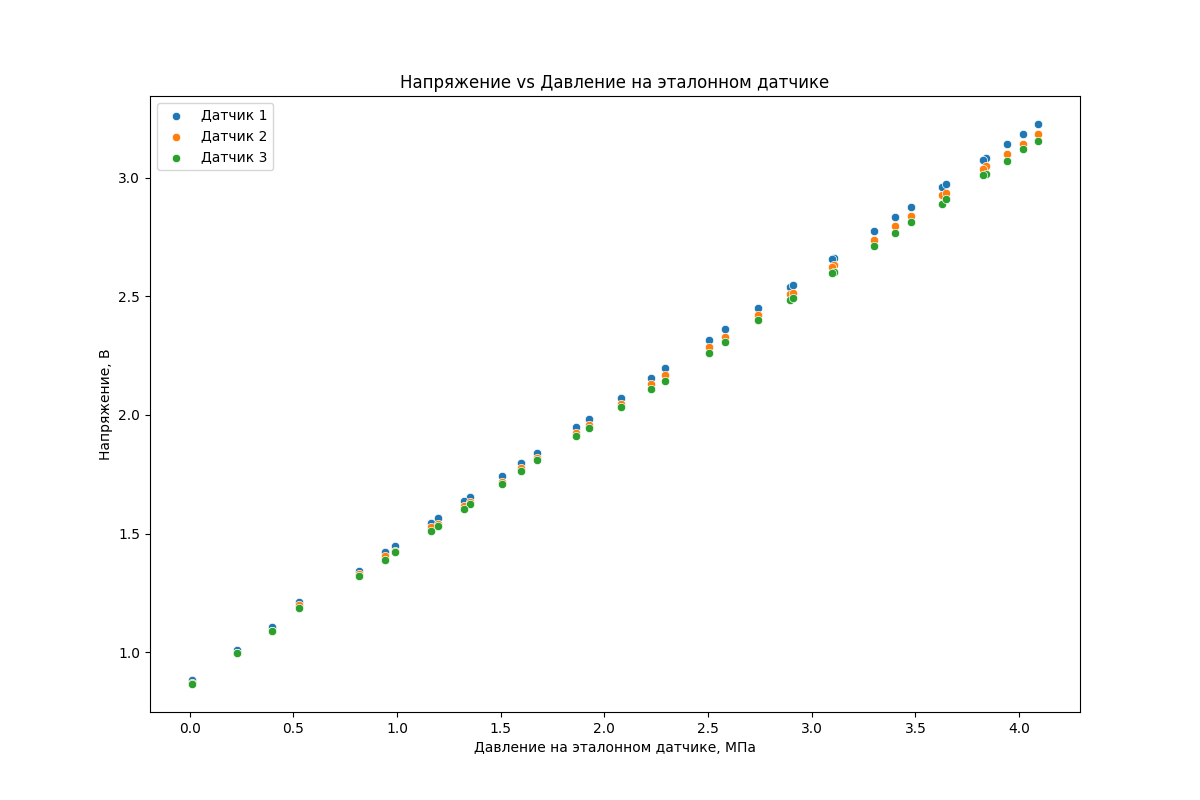 Напряжение vs Давление на эталонном датчике
Датчик 1
Датчик 2
Датчик 3
Напряжение, В
3.0
2.5
2.0
1.5
1.0
0.0 0.5 1.0 1.5 2.0 2.5 3.0 3.5 4.0
Давление на эталонном датчике, МПа